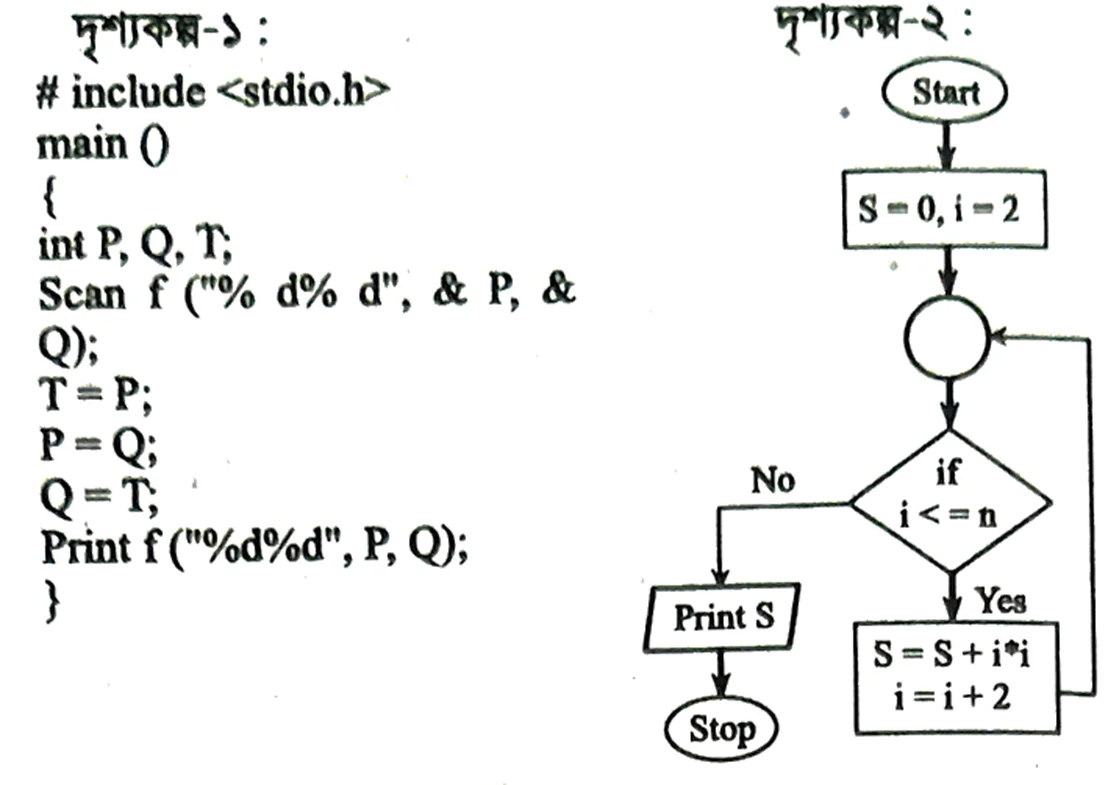 দৃশ্যকল্প-১ :
# include <stdio.h>
main ()
{
int P, Q, T;
Scan f ("% d% d", & P, &
Q);
T = P;
P = Q;
Q = T;
Print f ("%d%d", P, Q);
}
দৃশ্যকল্প-২ :
Start
S = 0, i = 2
if
i < = n
No
Yes
Print S
S = S + i*i
i = i + 2
Stop